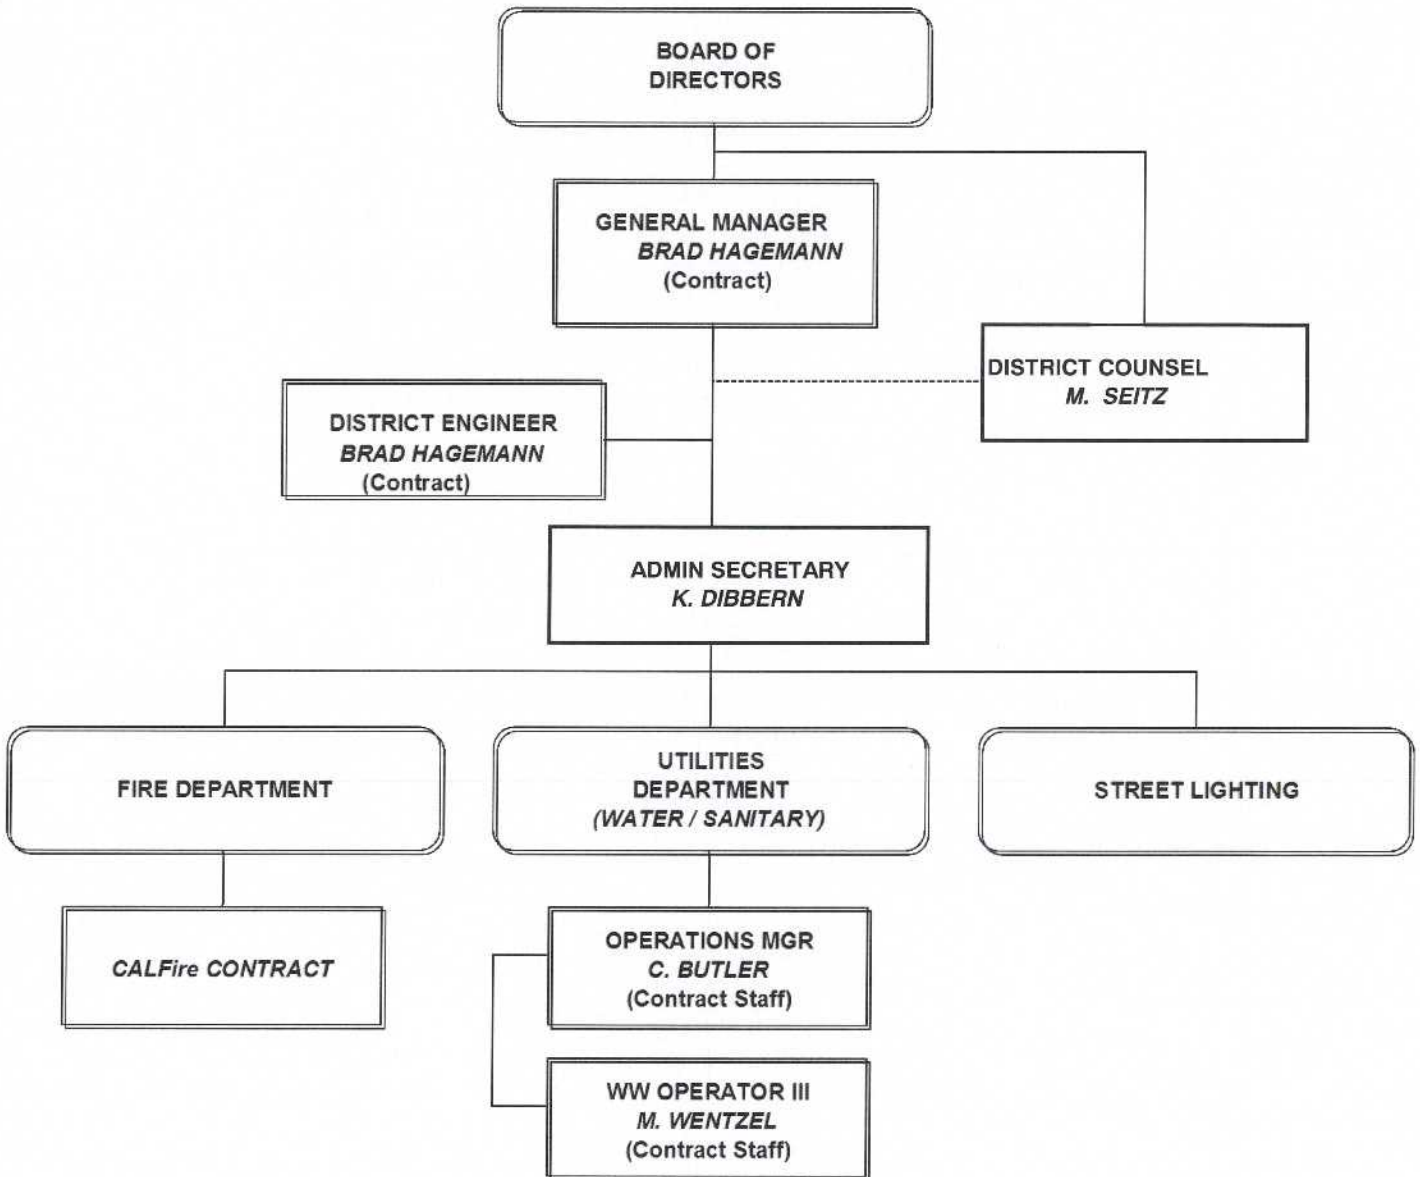 BOARD OF
DIRECTORS
GENERAL MANAGER
BRAD HAGEMANN
(Contract)
DISTRICT COUNSEL
M. SEITZ
DISTRICT ENGINEER
BRAD HAGEMANN
(Contract)
ADMIN SECRETARY
K. DIBBERN
FIRE DEPARTMENT
UTILITIES
DEPARTMENT
(WATER / SANITARY)
STREET LIGHTING
CALFire CONTRACT
OPERATIONS MGR
C. BUTLER
(Contract Staff)
WW OPERATOR III
M. WENTZEL
(Contract Staff)